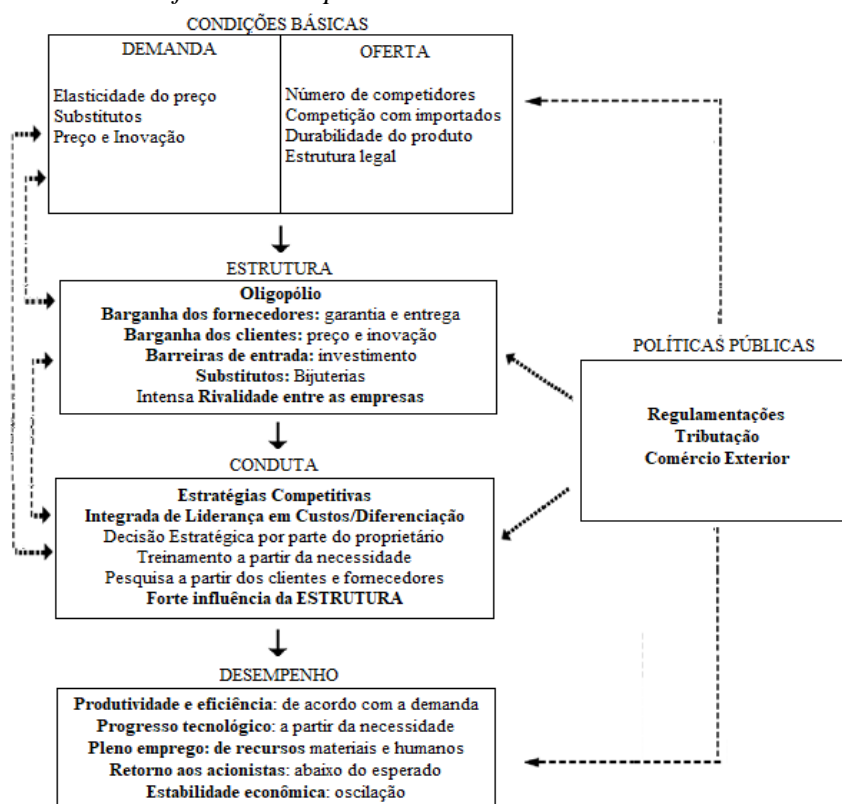 CONDIÇÕES BÁSICAS
DEMANDA
Elasticidade do preço
Substitutos
Preço e Inovação
OFERTA
Número de competidores
Competição com importados
Durabilidade do produto
Estrutura legal
ESTRUTURA
Oligopólio
Barganha dos fornecedores: garantia e entrega
Barganha dos clientes: preço e inovação
Barreiras de entrada: investimento
Substitutos: Bijuterias
Intensa Rivalidade entre as empresas
POLÍTICAS PÚBLICAS
Regulamentações
Tributação
Comércio Exterior
CONDUTA
Estratégias Competitivas
Integrada de Liderança em Custos/Diferenciação
Decisão Estratégica por parte do proprietário
Treinamento a partir da necessidade
Pesquisa a partir dos clientes e fornecedores
Forte influência da ESTRUTURA
DESEMPENHO
Produtividade e eficiência: de acordo com a demanda
Progresso tecnológico: a partir da necessidade
Pleno emprego: de recursos materiais e humanos
Retorno aos acionistas: abaixo do esperado
Estabilidade econômica: oscilação